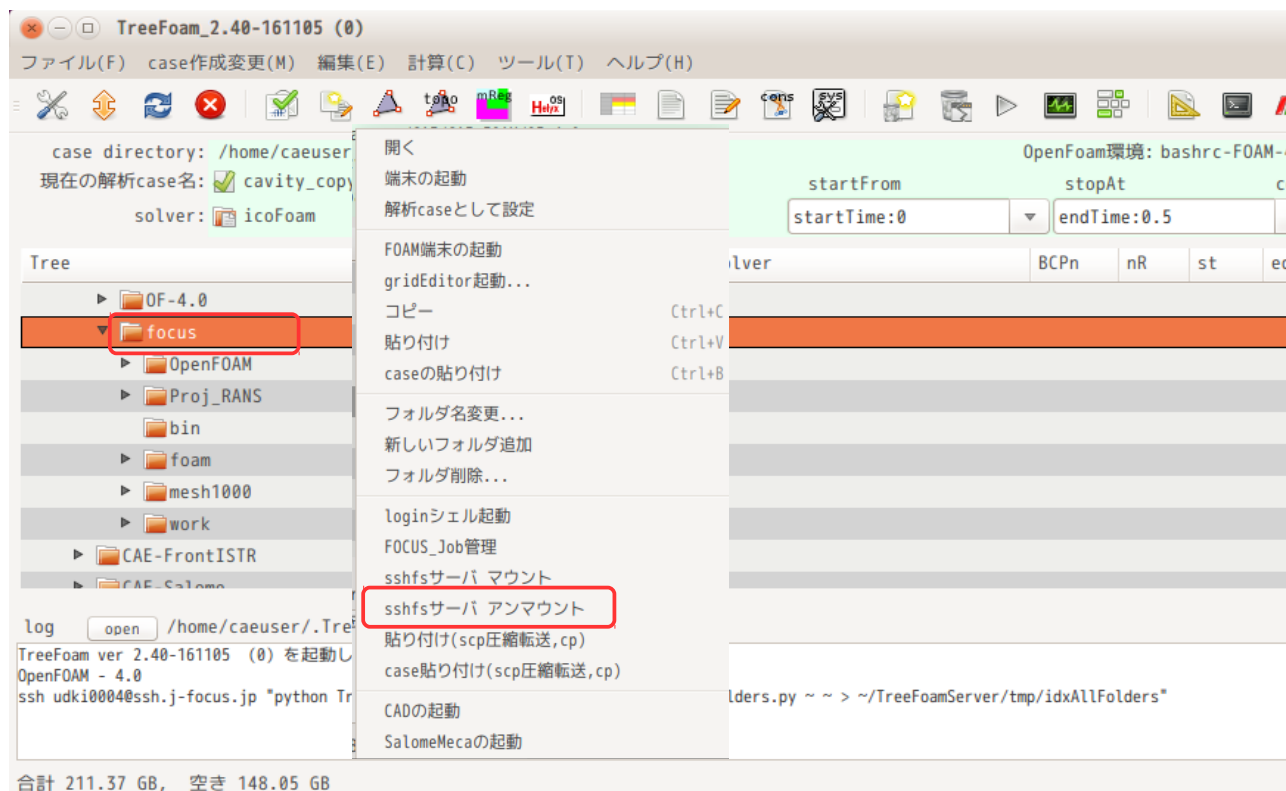 TreeFoam_2.40-161105 (0)
ファイル(F) case作成変更(M) 編集(E) 計算(C) ツール(T) ヘルプ(H)
topo mReg OS Helyx cons sys
case directory: /home/caeuser OpenFoam環境: bashrc-FOAM-
現在の解析case名: cavity_copy startFrom stopAt
solver: icoFoam startTime:0 endTime:0.5
Tree BCPn nR st
OF-4.0
focus
OpenFOAM
Proj_RANS
bin
foam
mesh1000
work
CAE-FrontISTR
CAE-Salome
開く
端末の起動
解析caseとして設定
FOAM端末の起動
gridEditor起動...
コピー Ctrl+C
貼り付け Ctrl+V
caseの貼り付け Ctrl+B
フォルダ名変更...
新しいフォルダ追加
フォルダ削除...
loginシェル起動
FOCUS_Job管理
sshfsサーバ マウント
sshfsサーバ アンマウント
貼り付け(scp圧縮転送,cp)
case貼り付け(scp圧縮転送,cp)
CADの起動
SalomeMecaの起動
log open /home/caeuser/.Tre
TreeFoam ver 2.40-161105 (0) を起動し
OpenFOAM - 4.0
ssh udki0004@ssh.j-focus.jp "python Tr lders.py ~ ~ > ~/TreeFoamServer/tmp/idxAllFolders"
合計 211.37 GB, 空き 148.05 GB